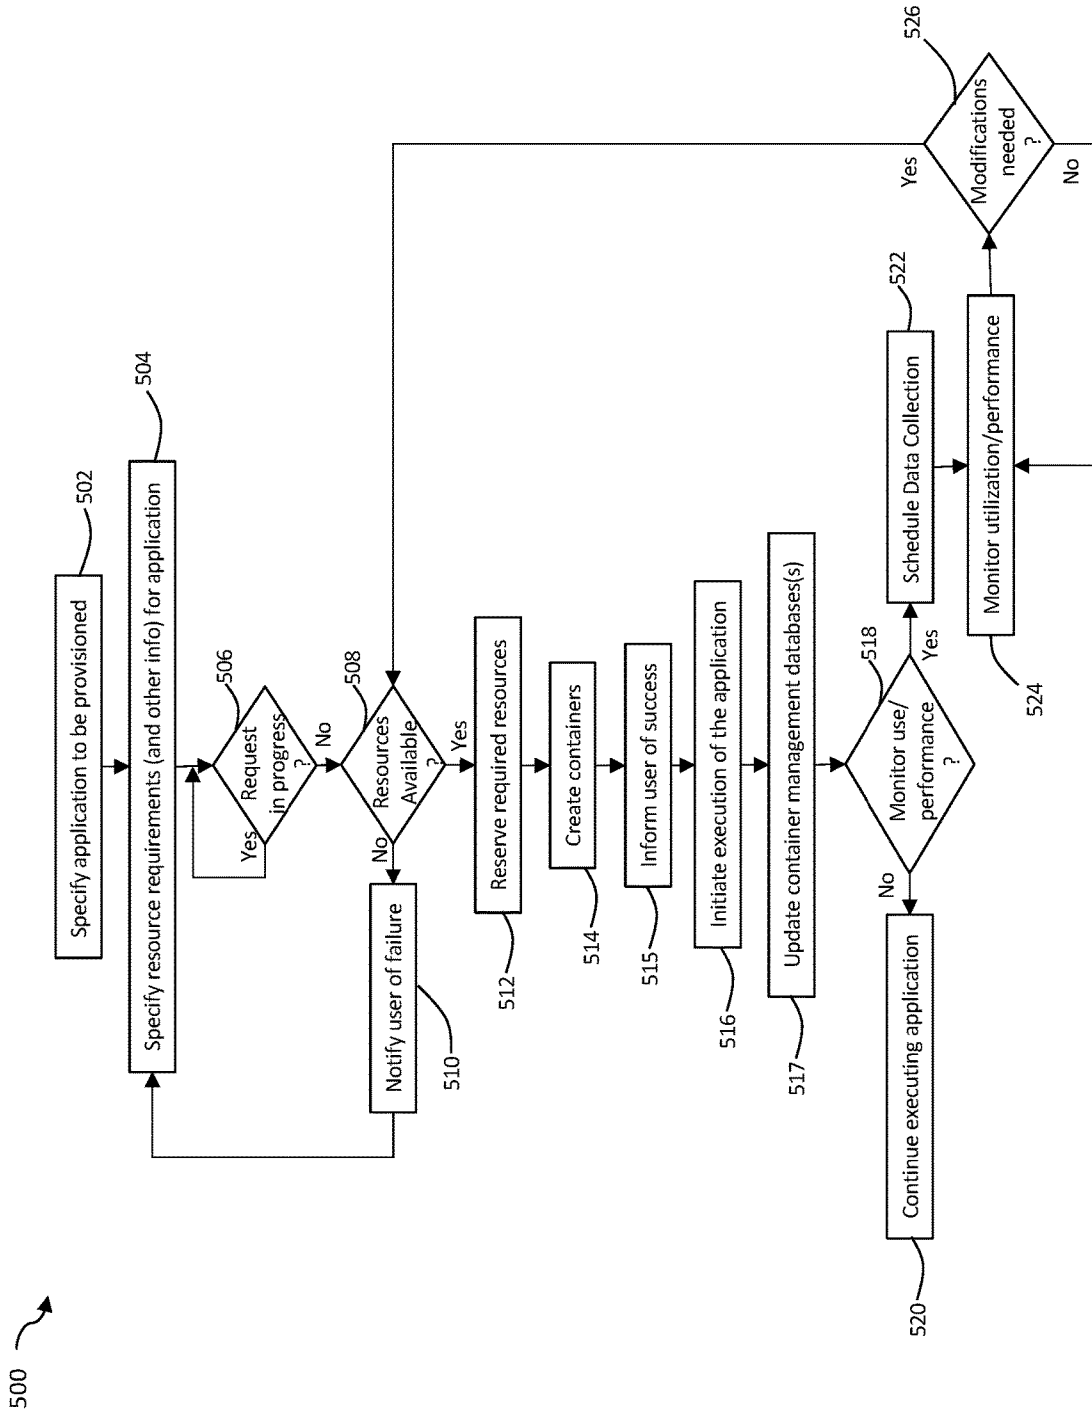 500
Specify application to be provisioned
502
Specify resource requirements (and other info) for application
504
Request
in progress
?
506
Yes
No
Resources
Available
?
508
No
Yes
Notify user of failure
510
Reserve required resources
512
Create containers
514
Inform user of success
515
Initiate execution of the application
516
Update container management databases(s)
517
Monitor use/
performance
?
518
No
Yes
Continue executing application
520
Schedule Data Collection
522
Monitor utilization/performance
524
Modifications
needed
?
526
Yes
No